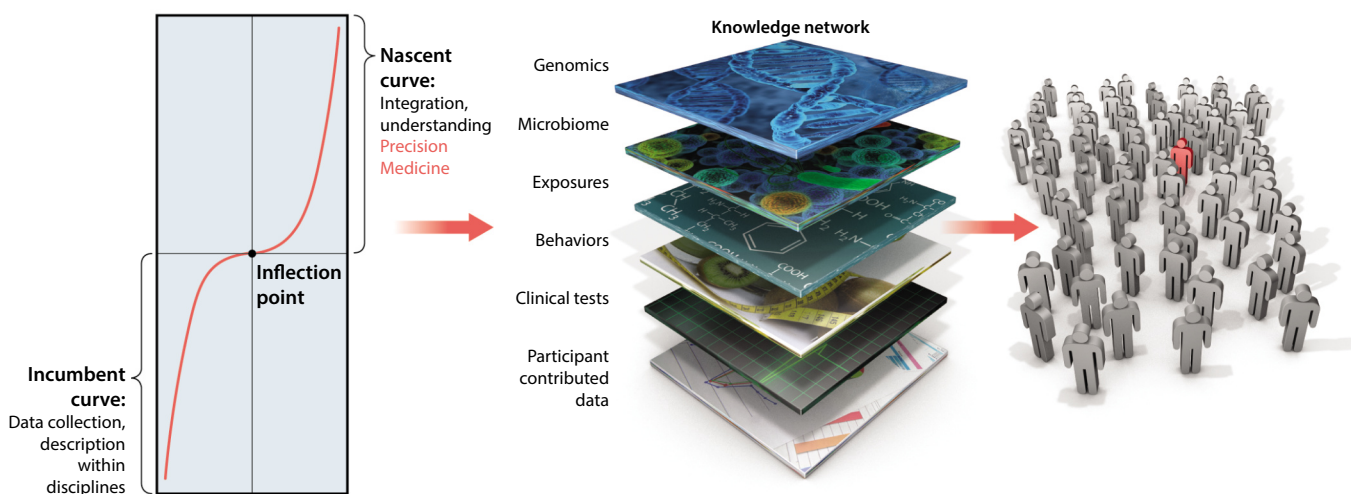 Nascent
curve:
Integration,
understanding
Precision
Medicine
Inflection
point
Incumbent
curve:
Data collection,
description
within
disciplines
Knowledge network
Genomics
Microbiome
Exposures
Behaviors
Clinical tests
Participant
contributed
data